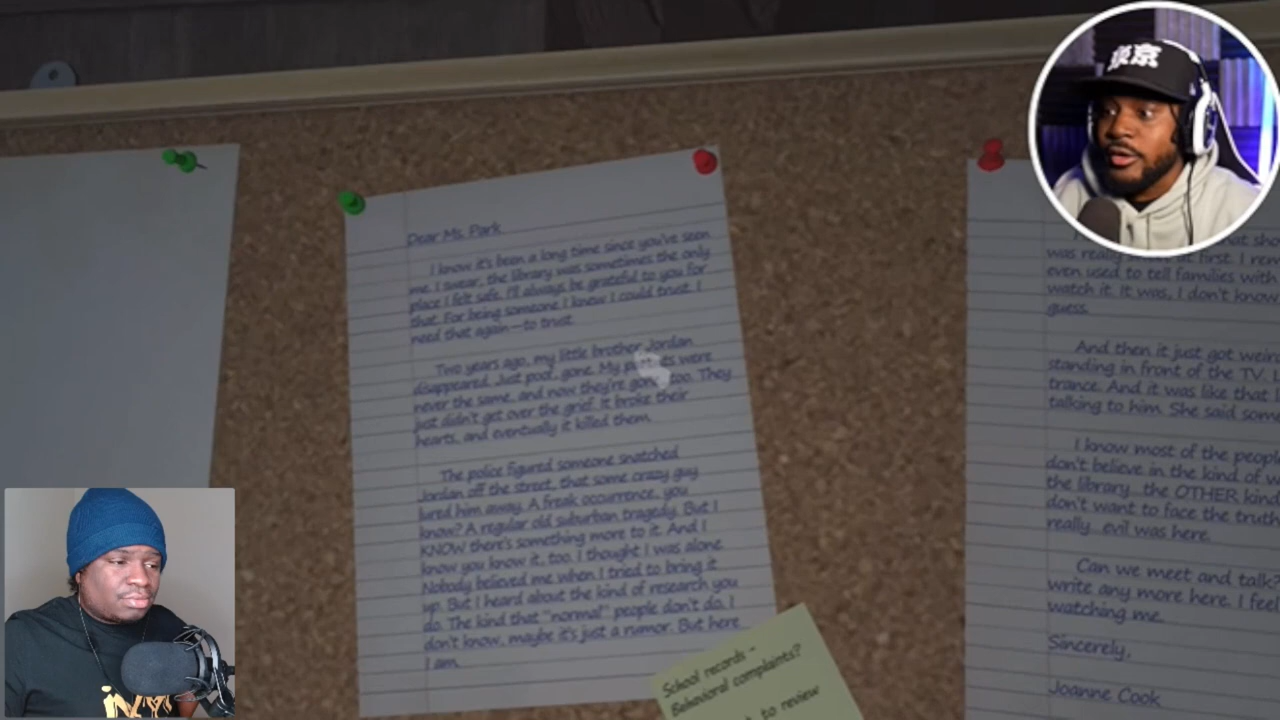 Dear Ms. Park
I know it's been a long time since you've seen
me. I swear, the library was sometimes the only
place I felt safe. I'll always be grateful to you for
that. For being someone I knew I could trust. I
need that again—to trust.
Two years ago, my little brother Jordan
disappeared. Just poof, gone. My were
never the same, and now they're gone, too. They
just didn't get over the grief. It broke their
hearts, and eventually it killed them.
The police figured someone snatched
Jordan off the street, that some crazy guy
lured him away. A freak occurrence, you
know? A regular old suburban tragedy. But I
KNOW there's something more to it. And I
know you know it, too. I thought I was alone
Nobody believed me when I tried to bring it
up. But I heard about the kind of research you
do. The kind that "normal" people don't do. I
don't know, maybe it's just a rumor. But here
I am.
School records -
Behavioral complaints?
to review
was at first. I
even used to tell families with
watch it. It was, I don't know
guess.
And then it just got
standing in front of the TV.
trance. And it was like that
talking to him. She said
I know most of the
don't believe in the kind of
the library...the OTHER kind
don't want to face the truth
really...evil was here.
Can we meet and talk?
write any more here. I feel
watching me.
Sincerely,
Joanne Cook
東京